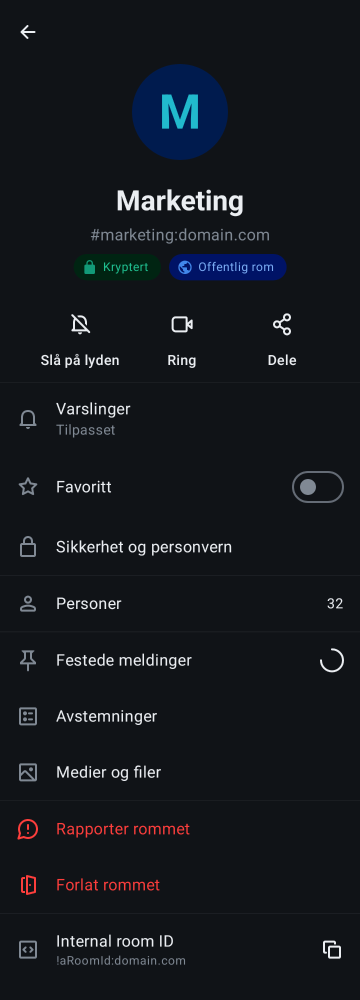 M
Marketing
#marketing:domain.com
Kryptert Offentlig rom
Slå på lyden Ring Dele
Varslinger
Tilpasset
Favoritt
Sikkerhet og personvern
Personer 32
Festede meldinger
Avstemninger
Medier og filer
Rapporter rommet
Forlat rommet
Internal room ID
!aRoomId:domain.com